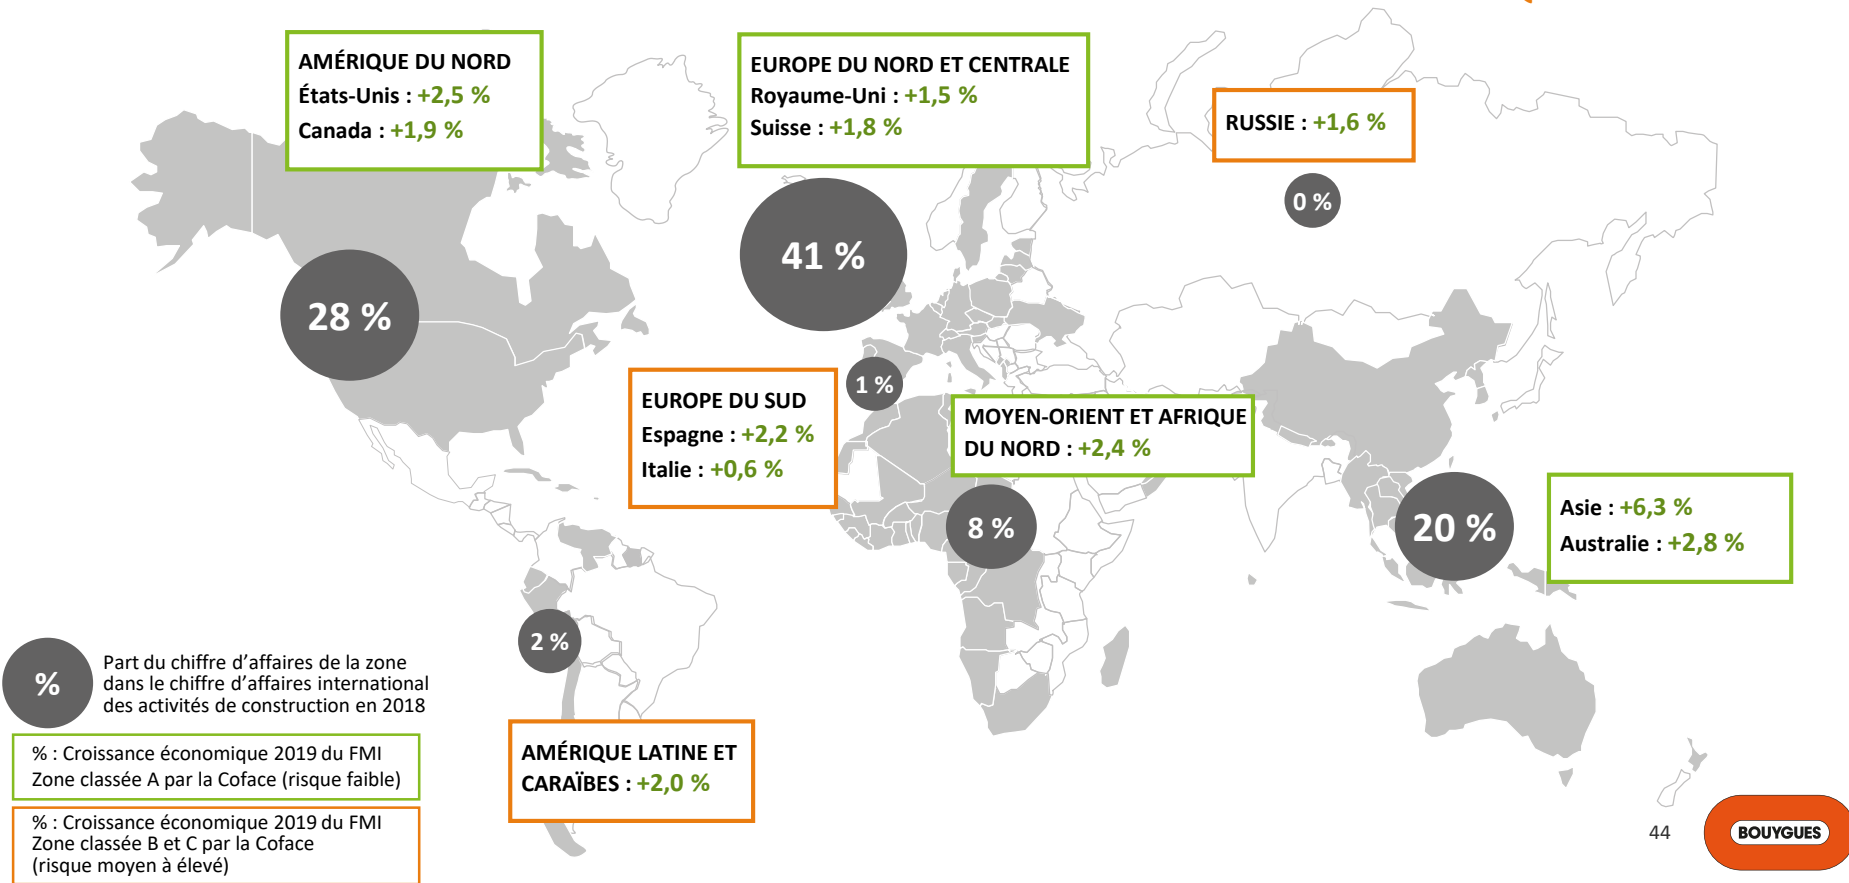 AMÉRIQUE DU NORD
États-Unis : +2,5 %
Canada : +1,9 %
EUROPE DU NORD ET CENTRALE
Royaume-Uni : +1,5 %
Suisse : +1,8 %
RUSSIE : +1,6 %
0 %
41 %
28 %
1 %
EUROPE DU SUD
Espagne : +2,2 %
Italie : +0,6 %
MOYEN-ORIENT ET AFRIQUE
DU NORD : +2,4 %
8 %
20 %
Asie : +6,3 %
Australie : +2,8 %
2 %
%
Part du chiffre d’affaires de la zone
dans le chiffre d’affaires international
des activités de construction en 2018
% : Croissance économique 2019 du FMI
Zone classée A par la Coface (risque faible)
AMÉRIQUE LATINE ET
CARAÏBES : +2,0 %
% : Croissance économique 2019 du FMI
Zone classée B et C par la Coface
(risque moyen à élevé)
44
BOUYGUES